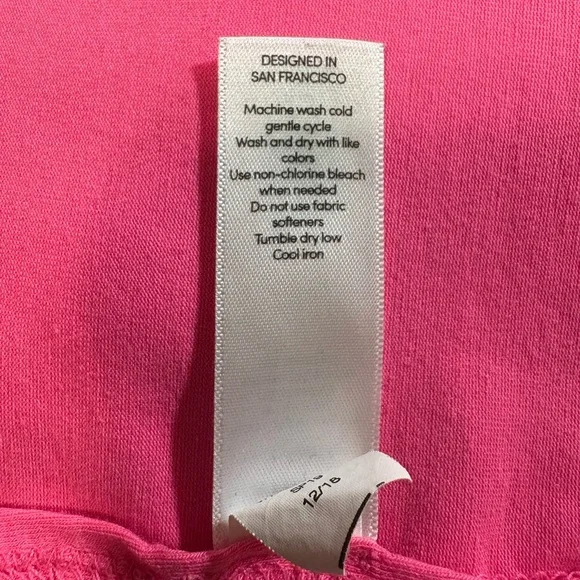 DESIGNED IN
SAN FRANCISCO
Machine wash cold
gentle cycle
Wash and dry with like
colors
Use non-chlorine bleach
when needed
Do not use fabric
softeners
Tumble dry low
Cool iron
12/18